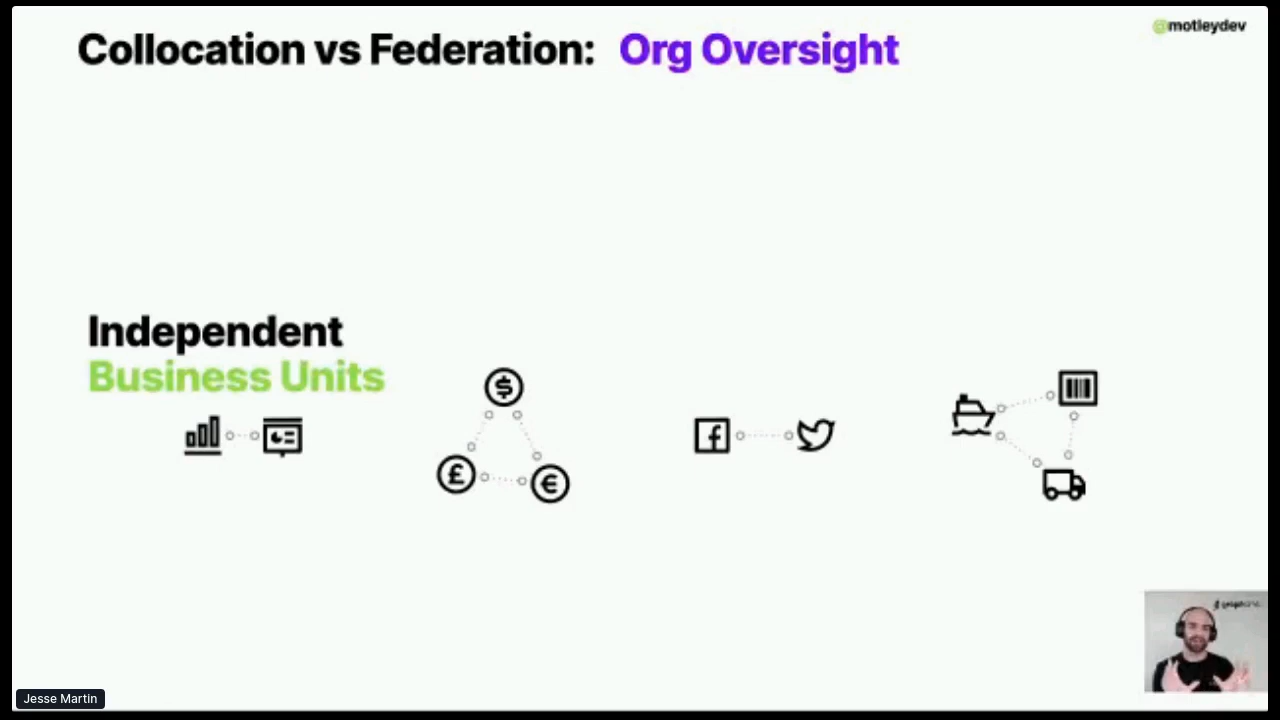 @motleydev
Collocation vs Federation: Org Oversight
Independent
Business Units
Jesse Martin